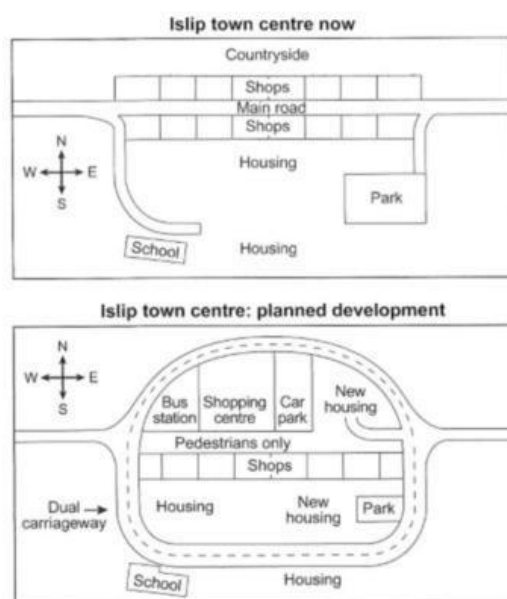 Islip town centre now
Countryside
Shops
Main road
Shops
N
W E
S
Housing
Park
School
Housing
Islip town centre: planned development
N
W E
S
Bus station
Shopping centre
Car park
New housing
Pedestrians only
Shops
Dual carriageway
Housing
New housing
Park
School
Housing